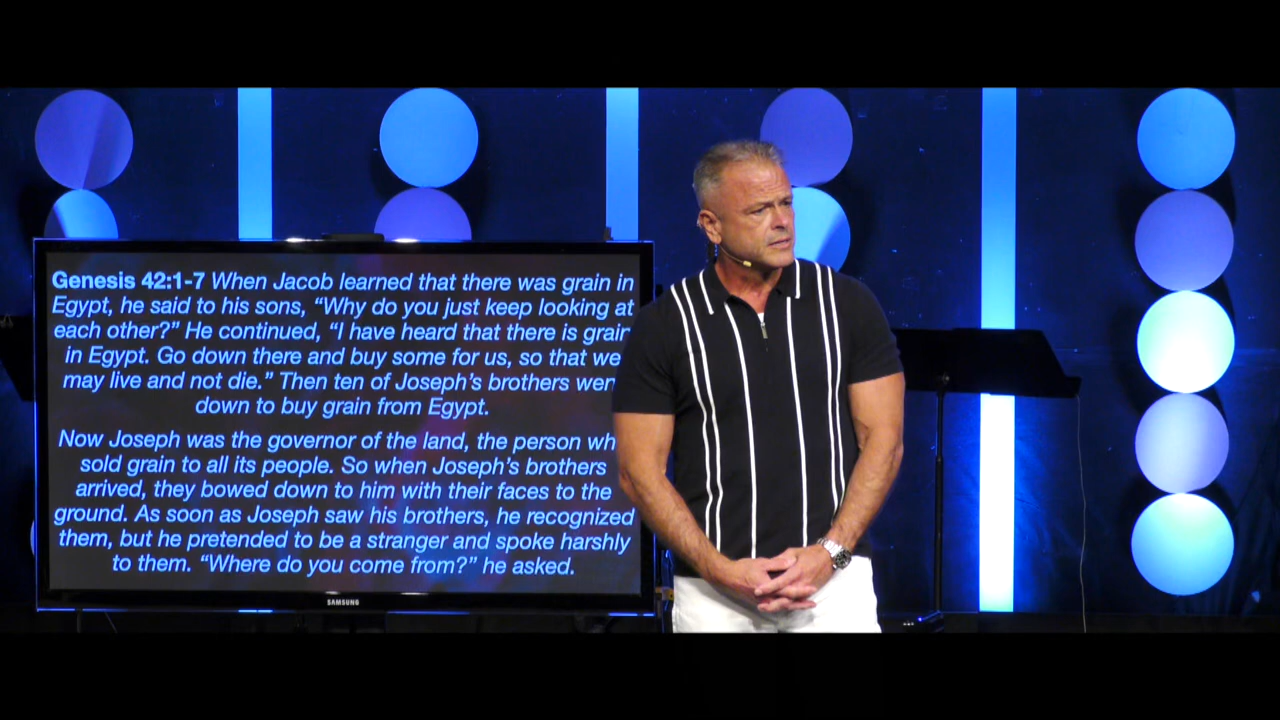 Genesis 42:1-7 When Jacob learned that there was grain in
Egypt, he said to his sons, “Why do you just keep looking at
each other?” He continued, “I have heard that there is grain
in Egypt. Go down there and buy some for us, so that we
may live and not die.” Then ten of Joseph’s brothers wen
down to buy grain from Egypt.
Now Joseph was the governor of the land, the person wh
sold grain to all its people. So when Joseph’s brothers
arrived, they bowed down to him with their faces to the
ground. As soon as Joseph saw his brothers, he recognized
them, but he pretended to be a stranger and spoke harshly
to them. “Where do you come from?” he asked.
SAMSUNG